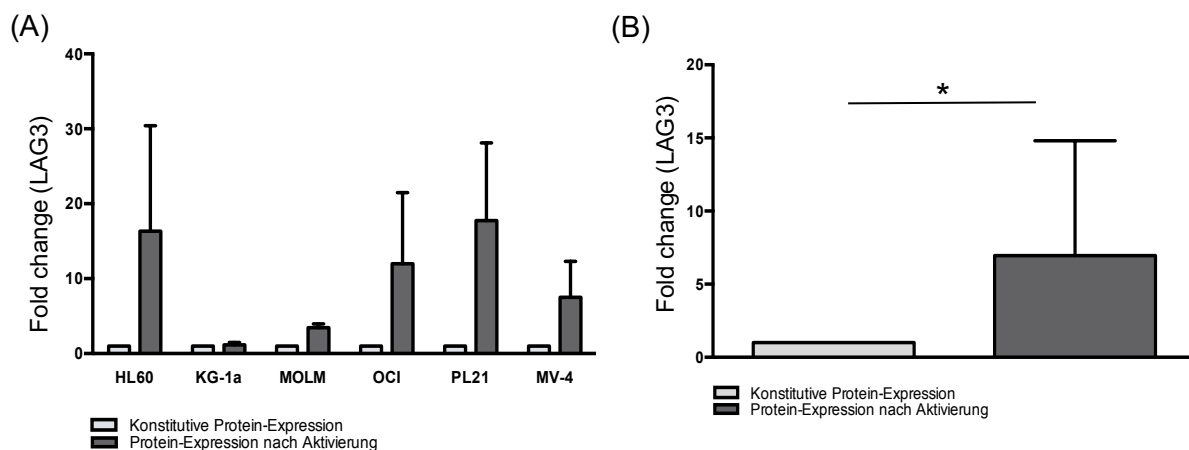 (A)
Fold change (LAG3)
40
30
20
10
0
HL60 KG-1a MOLM OCI PL21 MV-4
Konstitutive Protein-Expression
Protein-Expression nach Aktivierung
(B)
Fold change (LAG3)
20
15
10
5
0
*
Konstitutive Protein-Expression
Protein-Expression nach Aktivierung